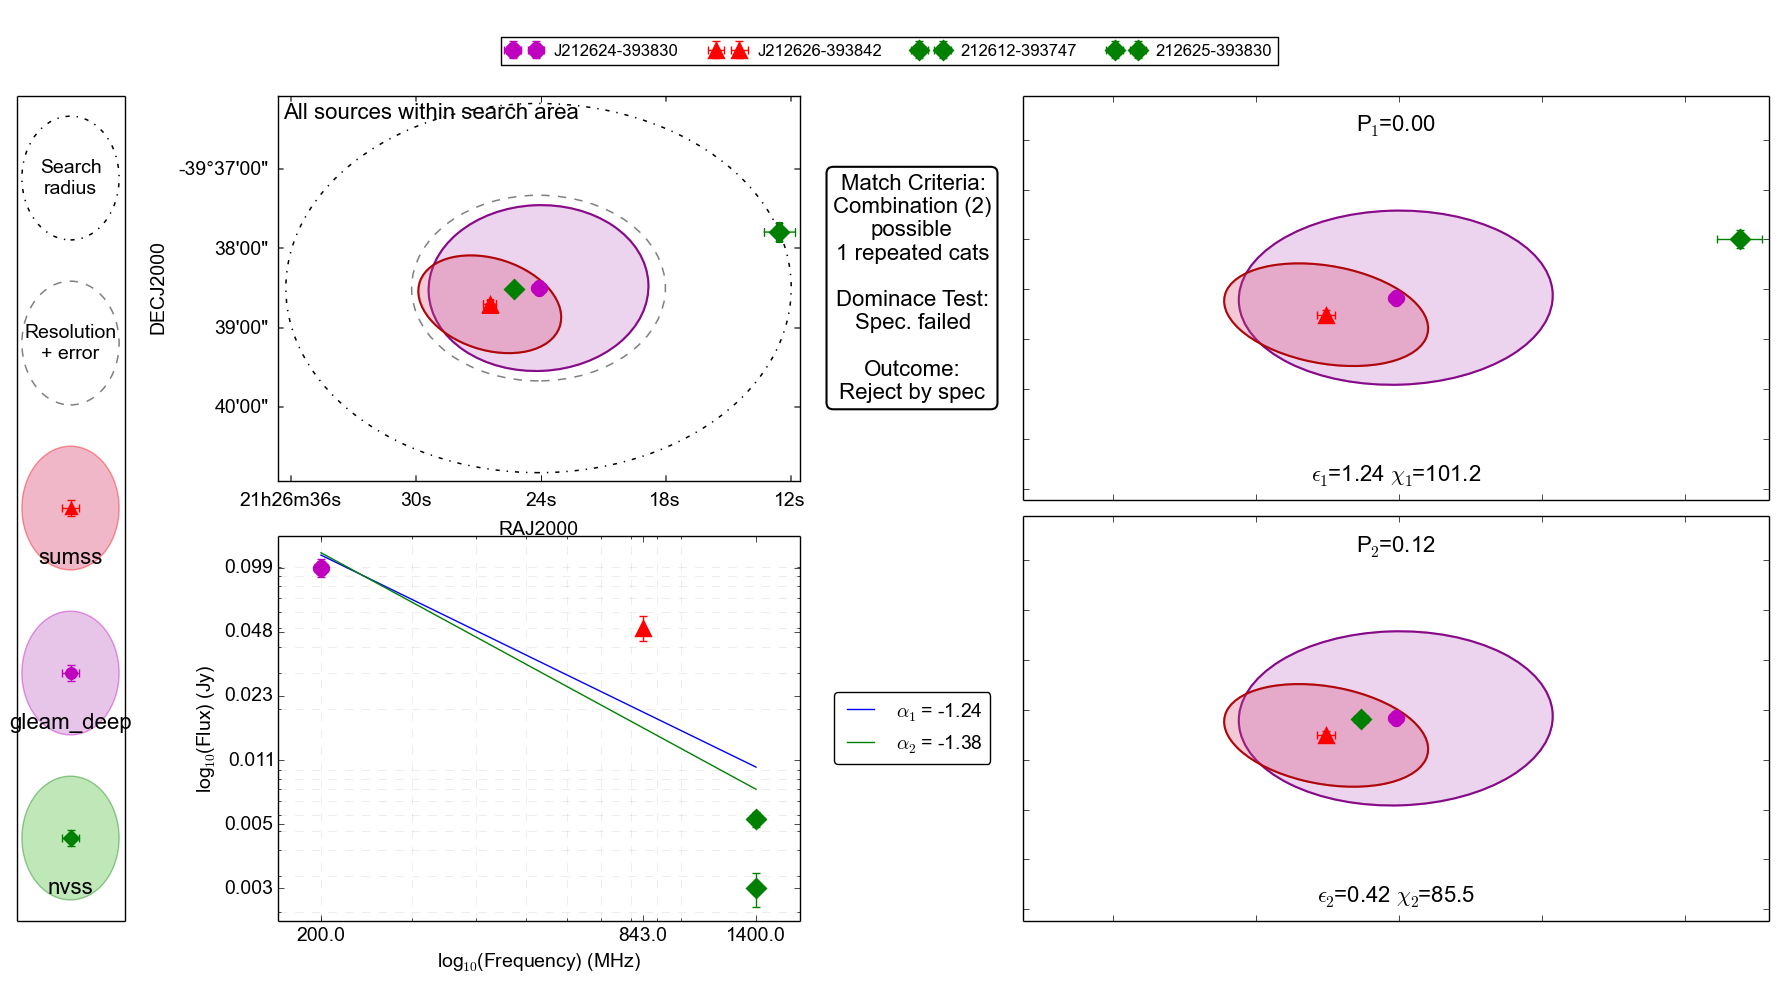 J212624-393830
J212626-393842
212612-393747
212625-393830
Search
radius
Resolution
+ error
sumss
gleam_deep
nvss
All sources within search area
DECJ2000
-39°37'00"
38'00"
39'00"
40'00"
21h26m36s
30s
24s
18s
12s
RAJ2000
Match Criteria:
Combination (2)
possible
1 repeated cats
Dominace Test:
Spec. failed
Outcome:
Reject by spec
P₁=0.00
ϵ₁=1.24 χ₁=101.2
log₁₀(Flux) (Jy)
0.099
0.048
0.023
0.011
0.005
0.003
200.0
843.0
1400.0
log₁₀(Frequency) (MHz)
α₁ = -1.24
α₂ = -1.38
P₂=0.12
ϵ₂=0.42 χ₂=85.5